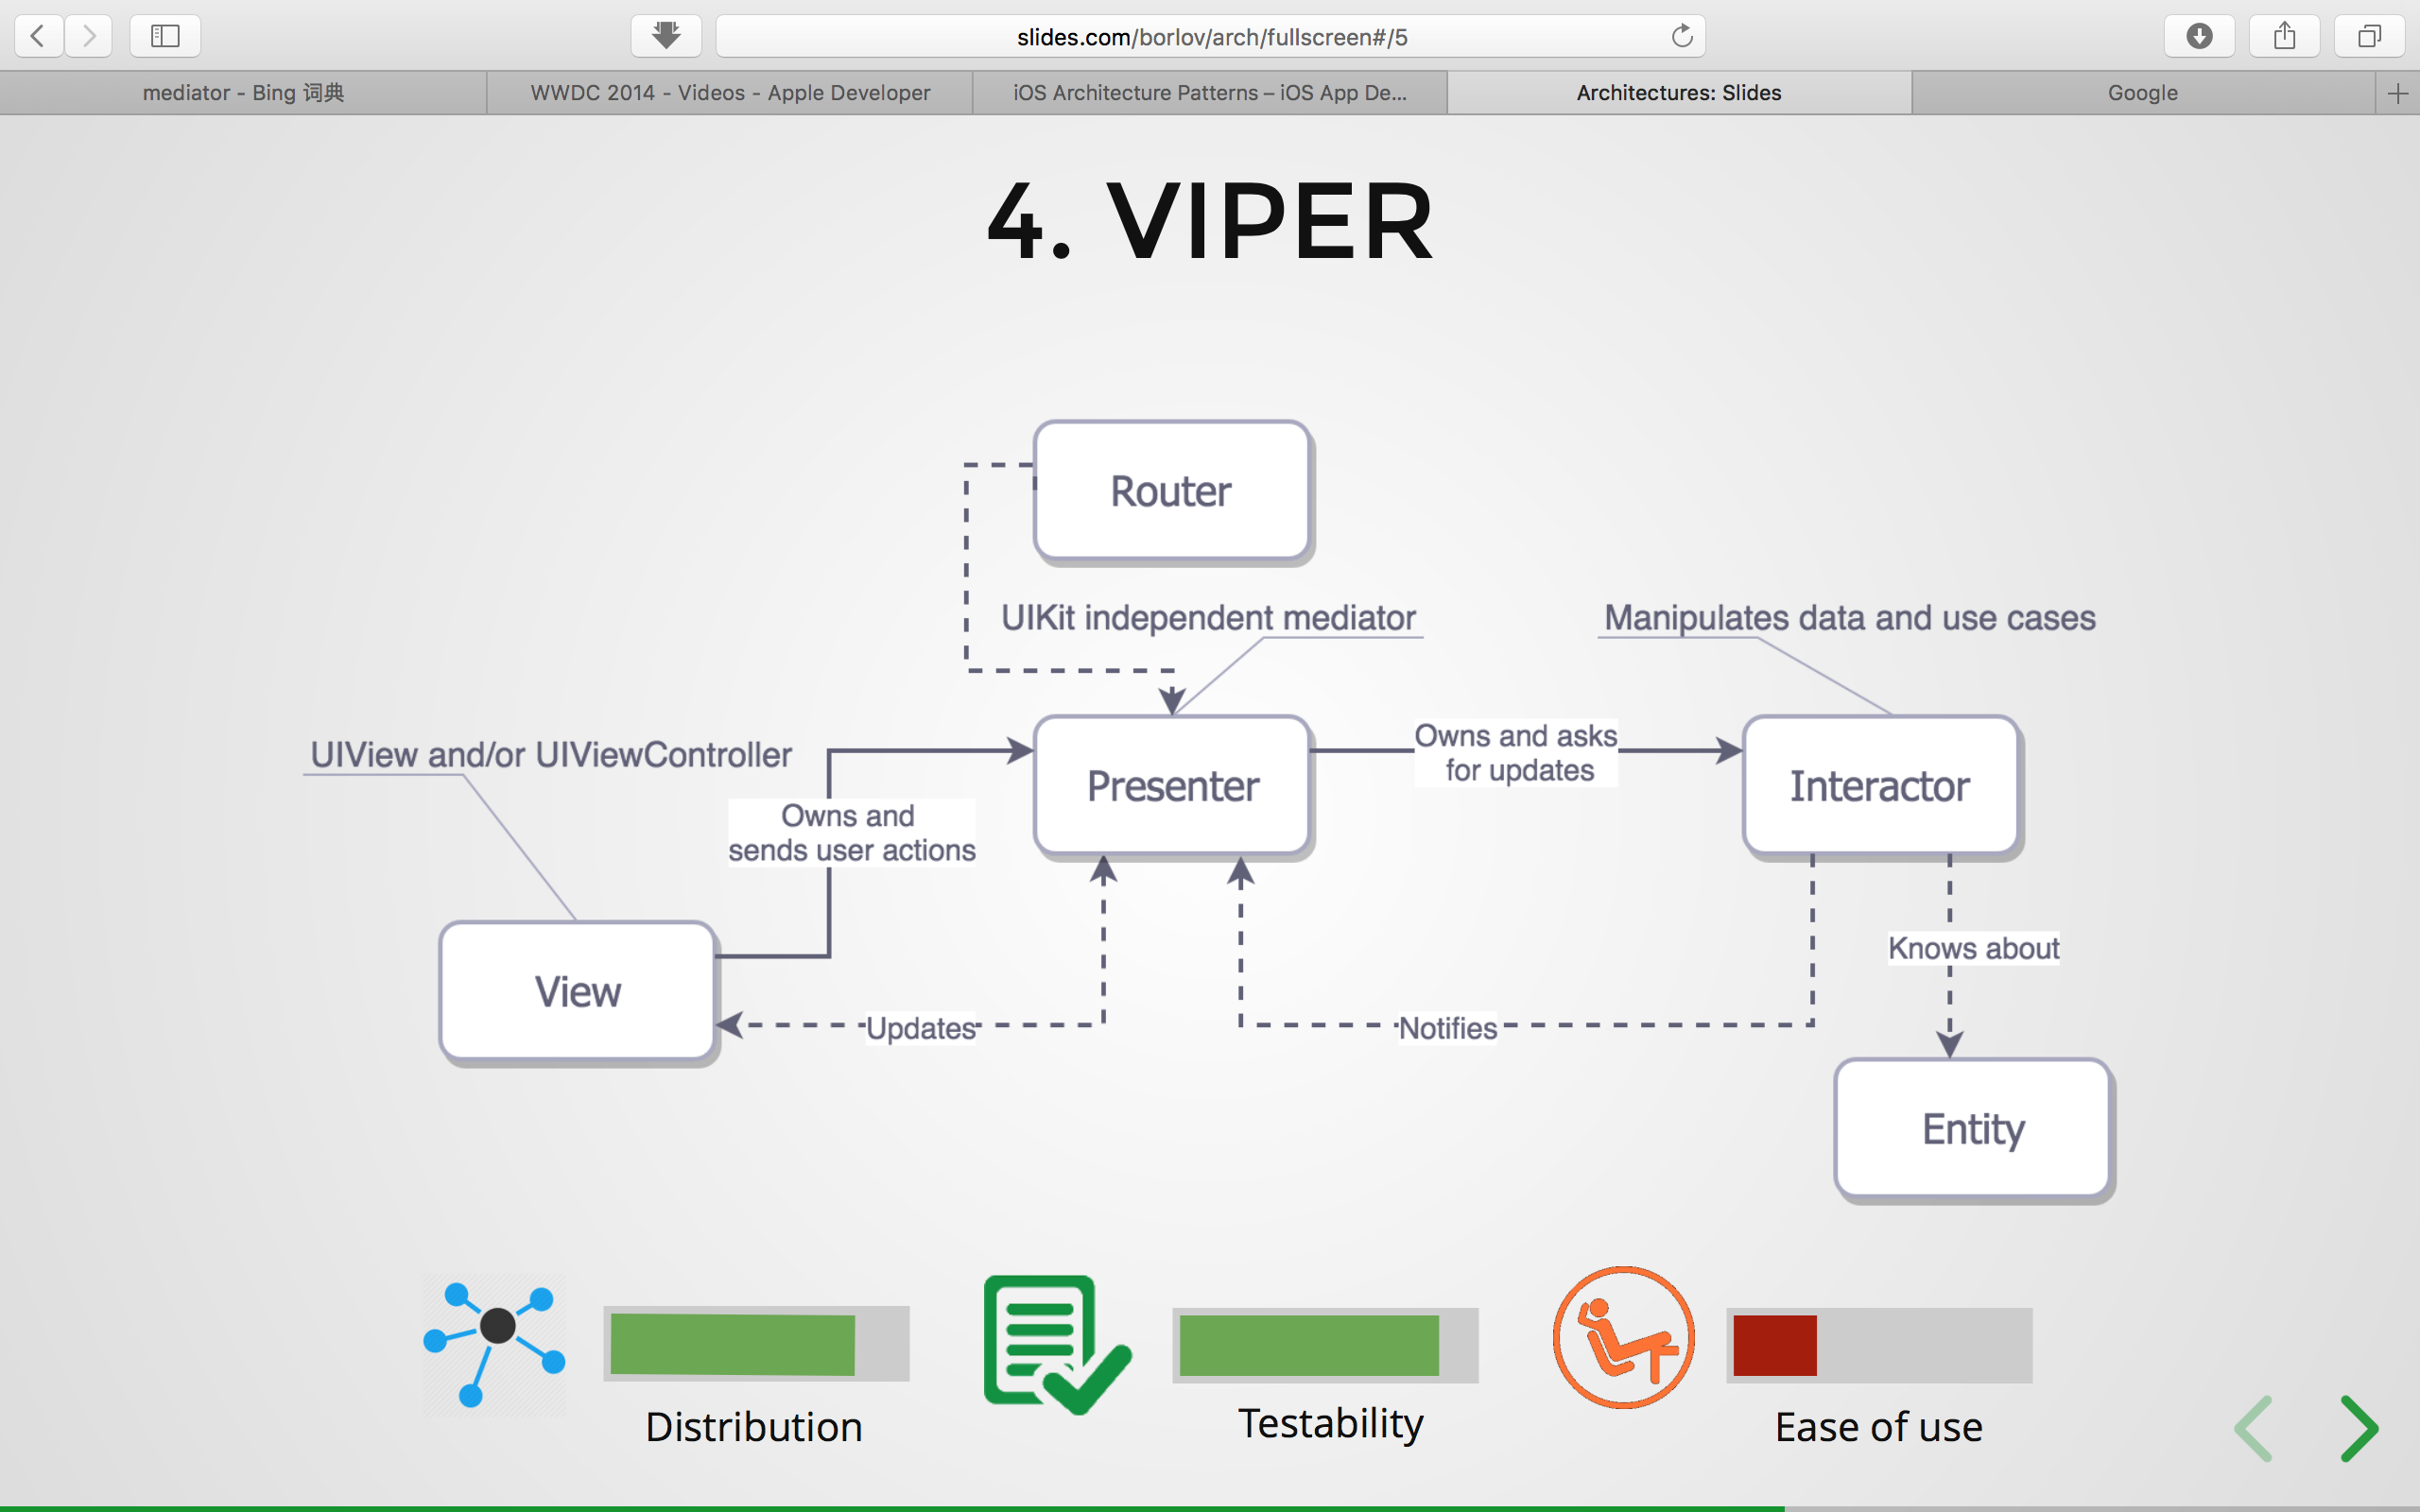 slides.com/borlov/arch/fullscreen#/5
mediator - Bing 词典
WWDC 2014 - Videos - Apple Developer
iOS Architecture Patterns – iOS App De...
Architectures: Slides
Google
4. VIPER
Router
UIKit independent mediator
Manipulates data and use cases
UIView and/or UIViewController
Owns and
sends user actions
Presenter
Owns and asks
for updates
Interactor
View
Updates
Notifies
Knows about
Entity
Distribution
Testability
Ease of use